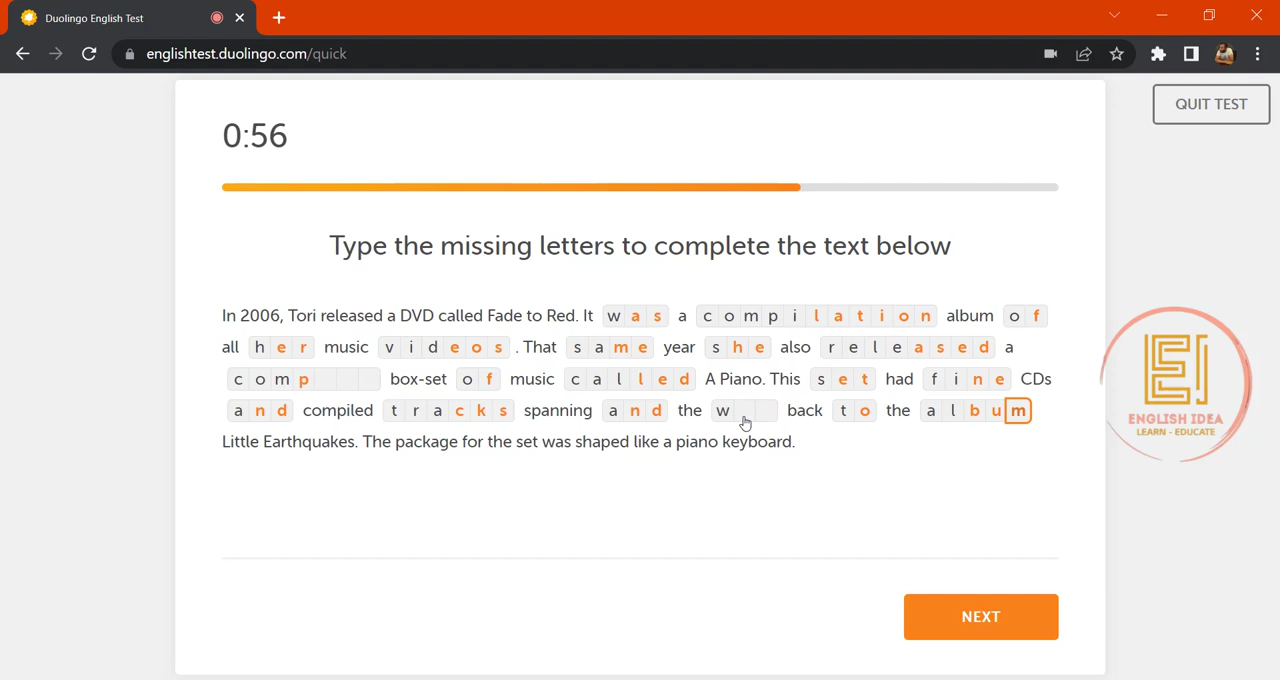 Duolingo English Test
englishtest.duolingo.com/quick
QUIT TEST
0:56
Type the missing letters to complete the text below
In 2006, Tori released a DVD called Fade to Red. It was a compilation album of
all her music videos. That same year she also released a
comp box-set of music called A Piano. This set had fine CDs
and compiled tracks spanning and the w back to the album
Little Earthquakes. The package for the set was shaped like a piano keyboard.
ENGLISH IDEA
LEARN - EDUCATE
NEXT